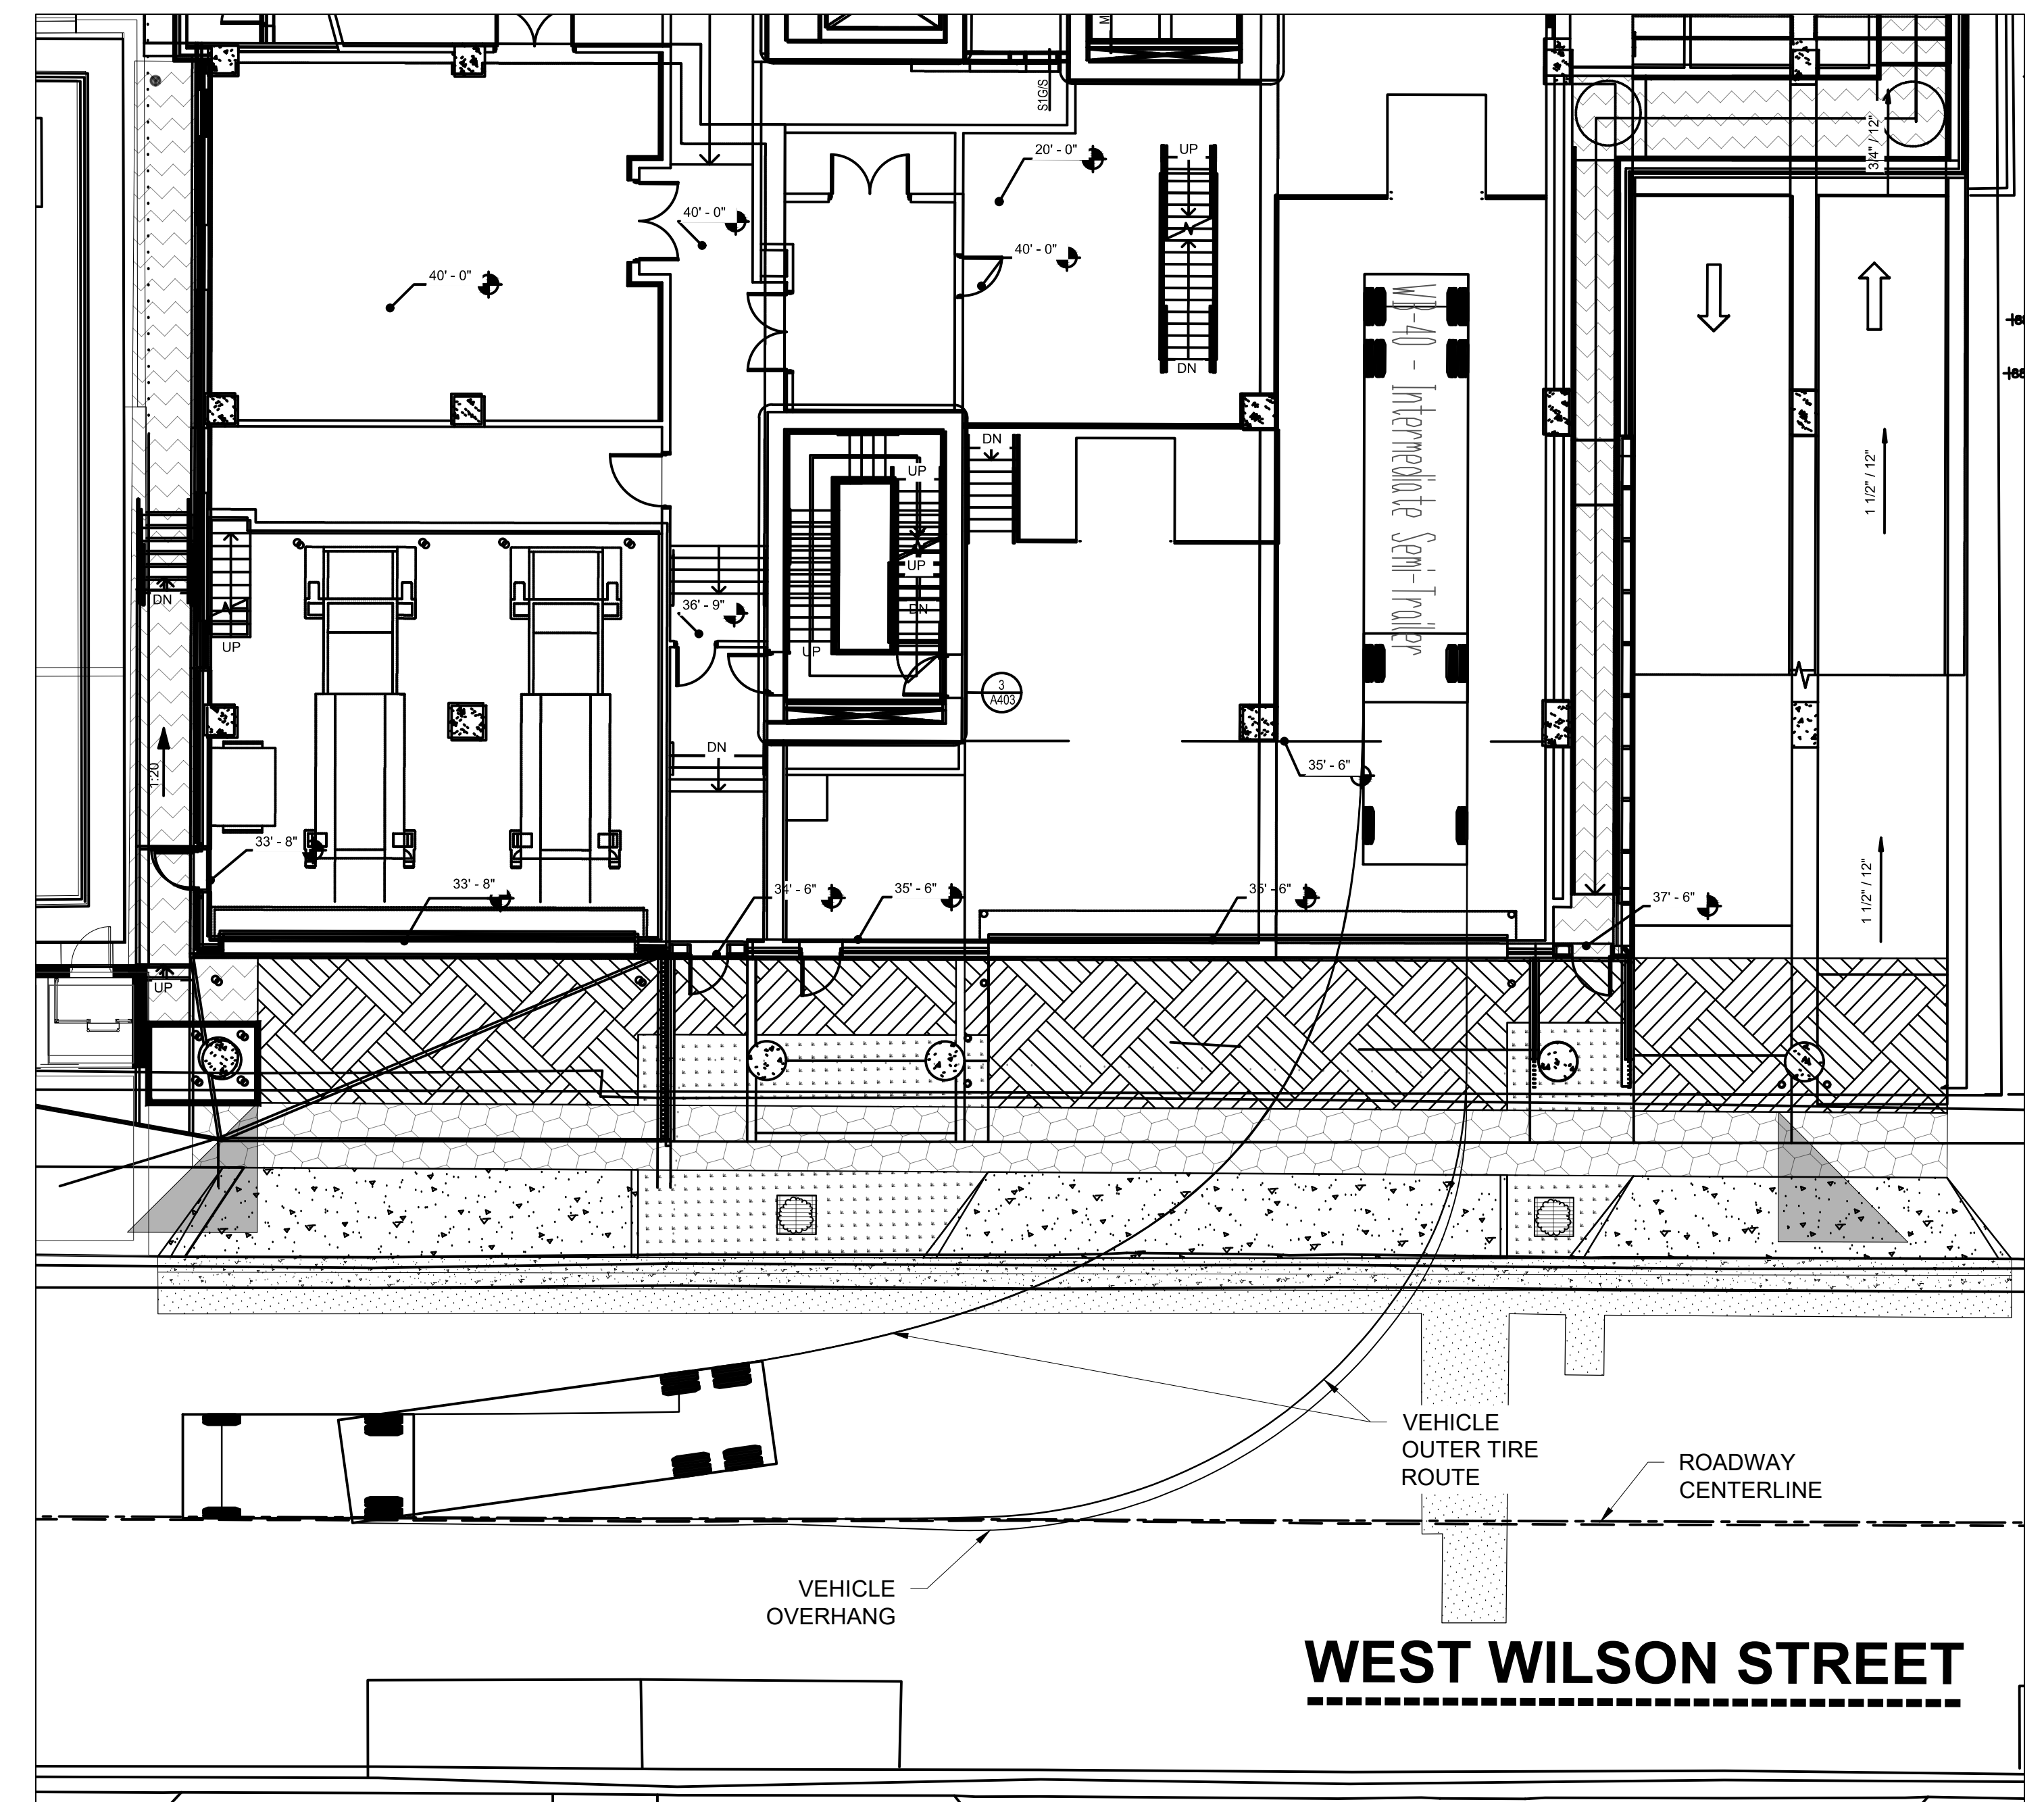 S1G/S
UP
20' - 0"
3/4" / 12"
40' - 0"
40' - 0"
40' - 0"
WB-40 - Intermediate Semi-Trailer
DN
DN
UP
1 1/2" / 12"
UP
DN
36' - 9"
DN
UP
UP
3
A403
DN
1:20
35' - 6"
33' - 8"
33' - 8"
34' - 6"
35' - 6"
35' - 6"
37' - 6"
1 1/2" / 12"
UP
VEHICLE
OUTER TIRE
ROUTE
ROADWAY
CENTERLINE
VEHICLE
OVERHANG
WEST WILSON STREET